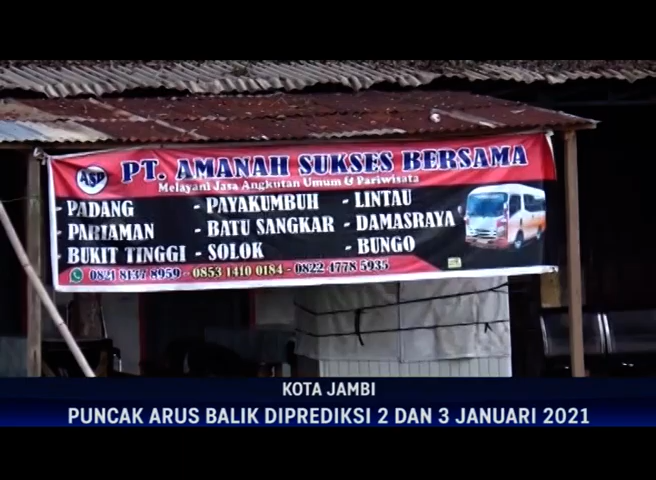 ASB
PT. AMANAH SUKSES BERSAMA
Melayani Jasa Angkutan Umum & Pariwisata
- PADANG
- PARIAMAN
- BUKIT TINGGI
- PAYAKUMBUH
- BATU SANGKAR
- SOLOK
- LINTAU
- DAMASRAYA
- BUNGO
0821 8137 8959 - 0853 1410 0184 - 0822 4778 5935
KOTA JAMBI
PUNCAK ARUS BALIK DIPREDIKSI 2 DAN 3 JANUARI 2021